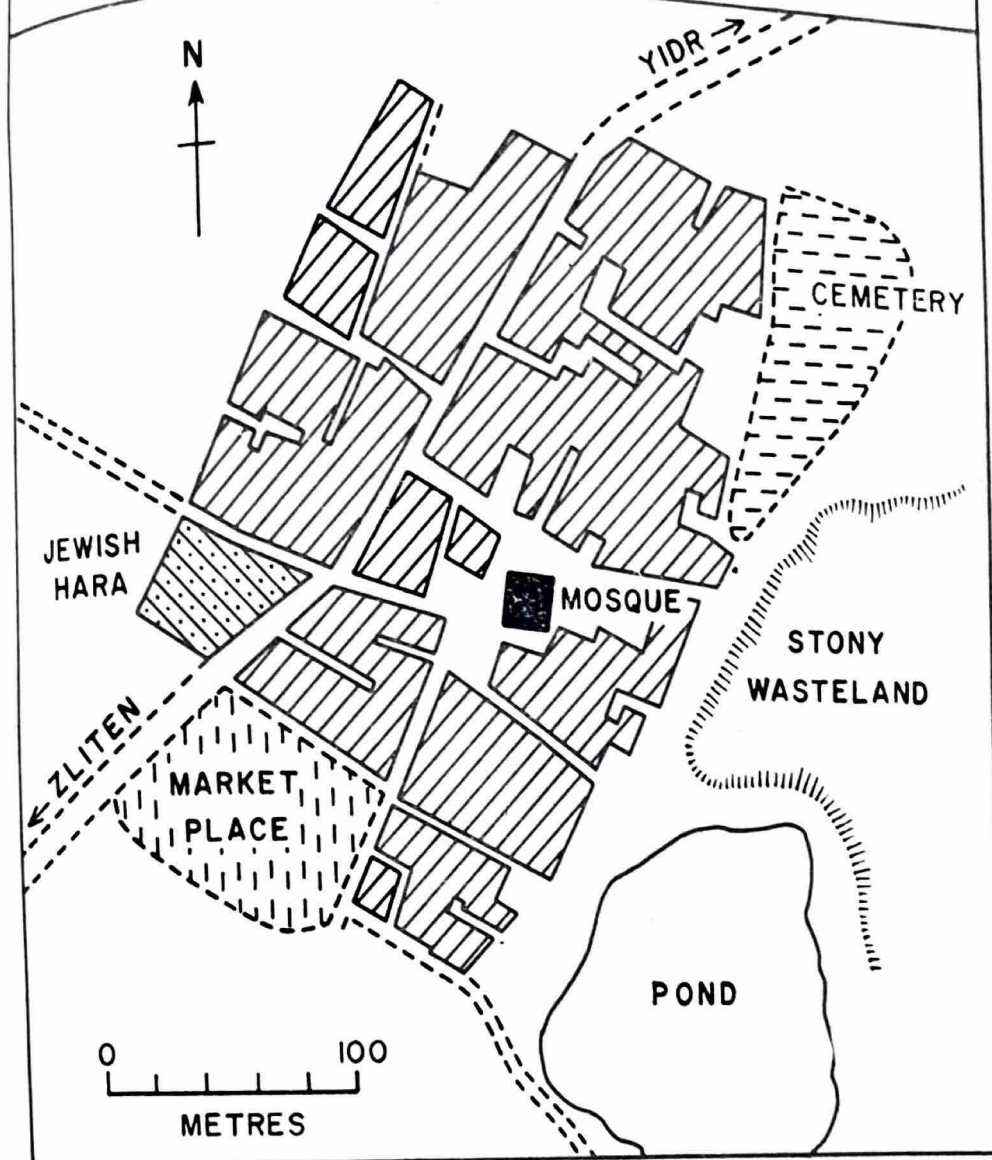 N
YIDR →
CEMETERY
JEWISH
HARA
MOSQUE
STONY
WASTELAND
← ZLITEN
MARKET
PLACE
POND
0 100
METRES